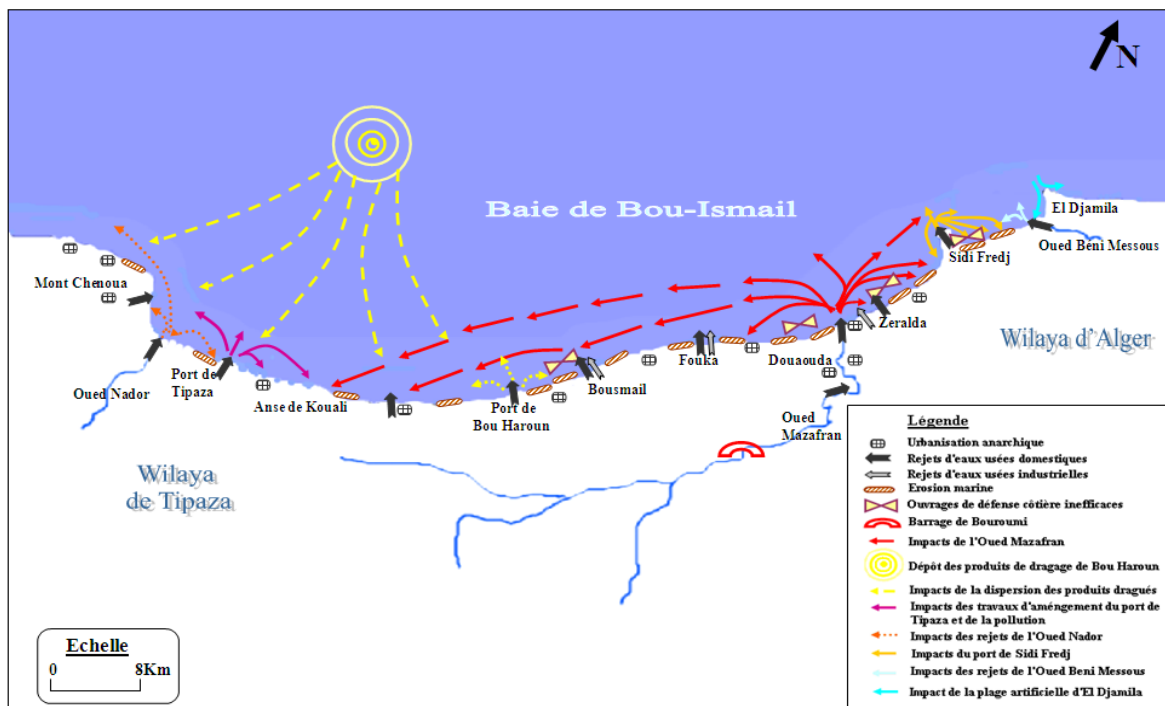 N
Baie de Bou-Ismail
El Djamila
Oued Beni Messous
Sidi Fredj
Mont Chenoua
Zeralda
Wilaya d'Alger
Port de
Tipaza
Oued Nador
Anse de Kouali
Port de
Bou Haroun
Bousmail
Fouka
Douaouda
Oued
Mazafran
Wilaya
de Tipaza
Echelle
0 8Km
Légende
Urbanisation anarchique
Rejets d'eaux usées domestiques
Rejets d'eaux usées industrielles
Erosion marine
Ouvrages de défense côtière inefficaces
Barrage de Bouroumi
Impacts de l'Oued Mazafran
Dépôt des produits de dragage de Bou Haroun
Impacts de la dispersion des produits dragués
Impacts des travaux d'améngement du port de
Tipaza et de la pollution
Impacts des rejets de l'Oued Nador
Impacts du port de Sidi Fredj
Impacts des rejets de l'Oued Beni Messous
Impact de la plage artificielle d'El Djamila